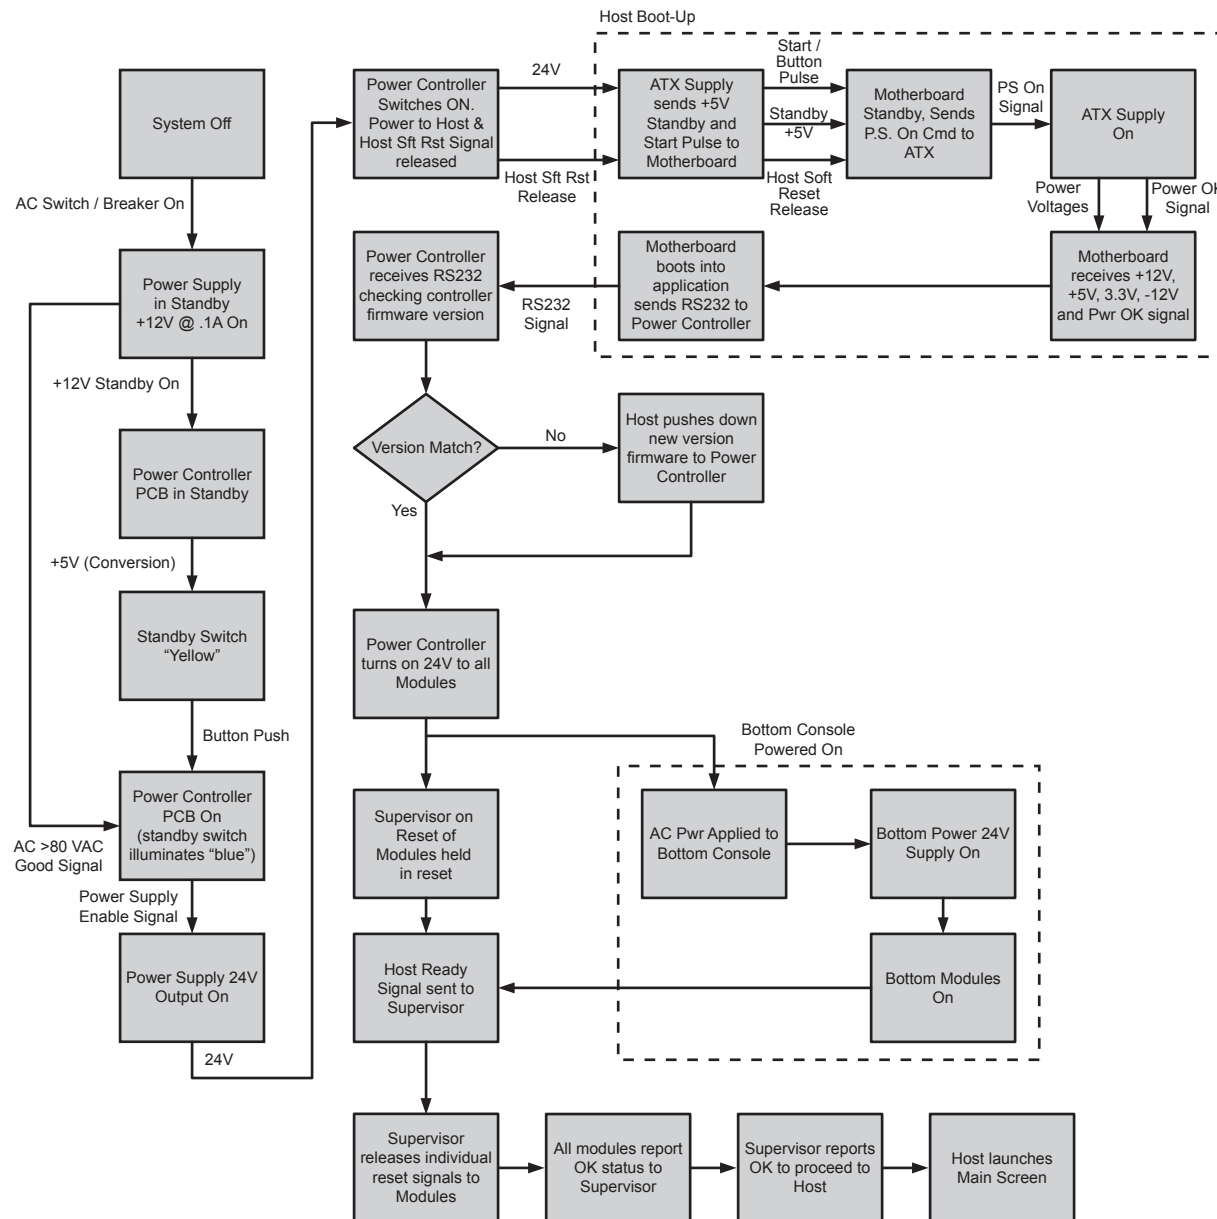 Host Boot-Up
System Off
AC Switch / Breaker On
Power Supply
in Standby
+12V @ .1A On
+12V Standby On
Power Controller
PCB in Standby
+5V (Conversion)
Standby Switch
“Yellow”
Button Push
Power Controller
PCB On
(standby switch
illuminates “blue”)
AC >80 VAC
Good Signal
Power Supply
Enable Signal
Power Supply 24V
Output On
24V
Power Controller
Switches ON.
Power to Host &
Host Sft Rst Signal
released
24V
Host Sft Rst
Release
ATX Supply
sends +5V
Standby and
Start Pulse to
Motherboard
Start /
Button
Pulse
Standby
+5V
Host Soft
Reset
Release
Motherboard
Standby, Sends
P.S. On Cmd to
ATX
PS On
Signal
ATX Supply
On
Power
Voltages
Power OK
Signal
Motherboard
receives +12V,
+5V, 3.3V, -12V
and Pwr OK signal
Motherboard
boots into
application
sends RS232 to
Power Controller
RS232
Signal
Power Controller
receives RS232
checking controller
firmware version
Version Match?
No
Host pushes down
new version
firmware to Power
Controller
Yes
Power Controller
turns on 24V to all
Modules
Bottom Console
Powered On
AC Pwr Applied to
Bottom Console
Bottom Power 24V
Supply On
Bottom Modules
On
Supervisor on
Reset of
Modules held
in reset
Host Ready
Signal sent to
Supervisor
Supervisor
releases individual
reset signals to
Modules
All modules report
OK status to
Supervisor
Supervisor reports
OK to proceed to
Host
Host launches
Main Screen